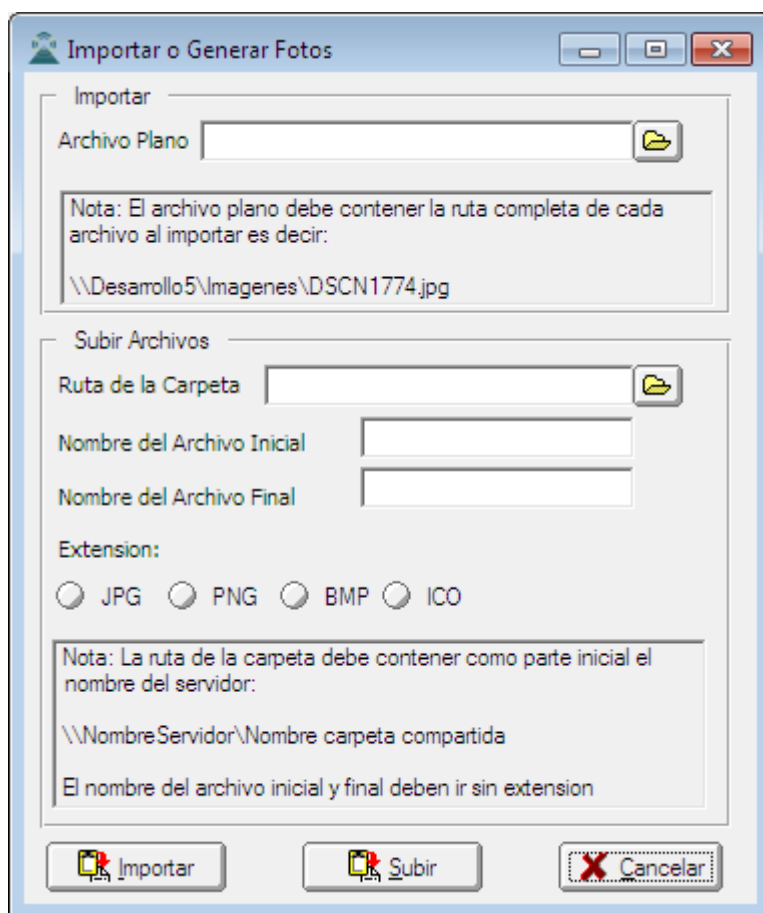 Importar o Generar Fotos
Importar
Archivo Plano
Nota: El archivo plano debe contener la ruta completa de cada
archivo al importar es decir:
\\Desarrollo5\Imagenes\DSCN1774.jpg
Subir Archivos
Ruta de la Carpeta
Nombre del Archivo Inicial
Nombre del Archivo Final
Extension:
JPG PNG BMP ICO
Nota: La ruta de la carpeta debe contener como parte inicial el
nombre del servidor:
\\NombreServidor\Nombre carpeta compartida
El nombre del archivo inicial y final deben ir sin extension
Importar Subir Cancelar